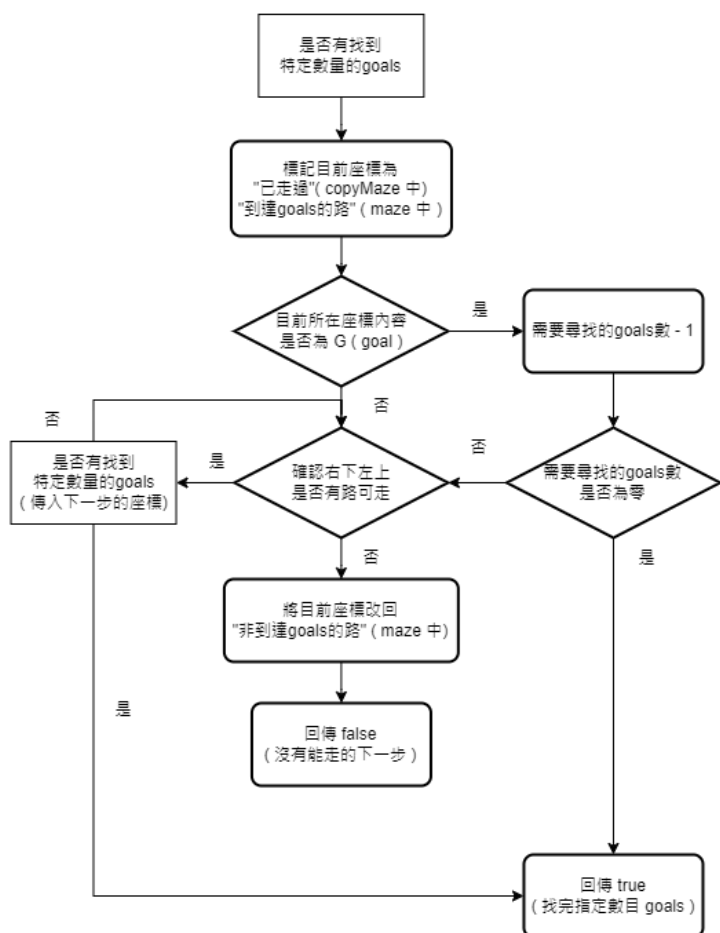 是否有找到
特定數量的goals
標記目前座標為
"已走過"( copyMaze 中)
"到達goals的路" ( maze 中 )
目前所在座標內容
是否為 G ( goal )
是
需要尋找的goals數 - 1
否
否
是否有找到
特定數量的goals
( 傳入下一步的座標)
是
確認右下左上
是否有路可走
否
需要尋找的goals數
是否為零
否
是
將目前座標改回
"非到達goals的路" ( maze 中)
是
回傳 false
( 沒有能走的下一步 )
回傳 true
( 找完指定數目 goals )